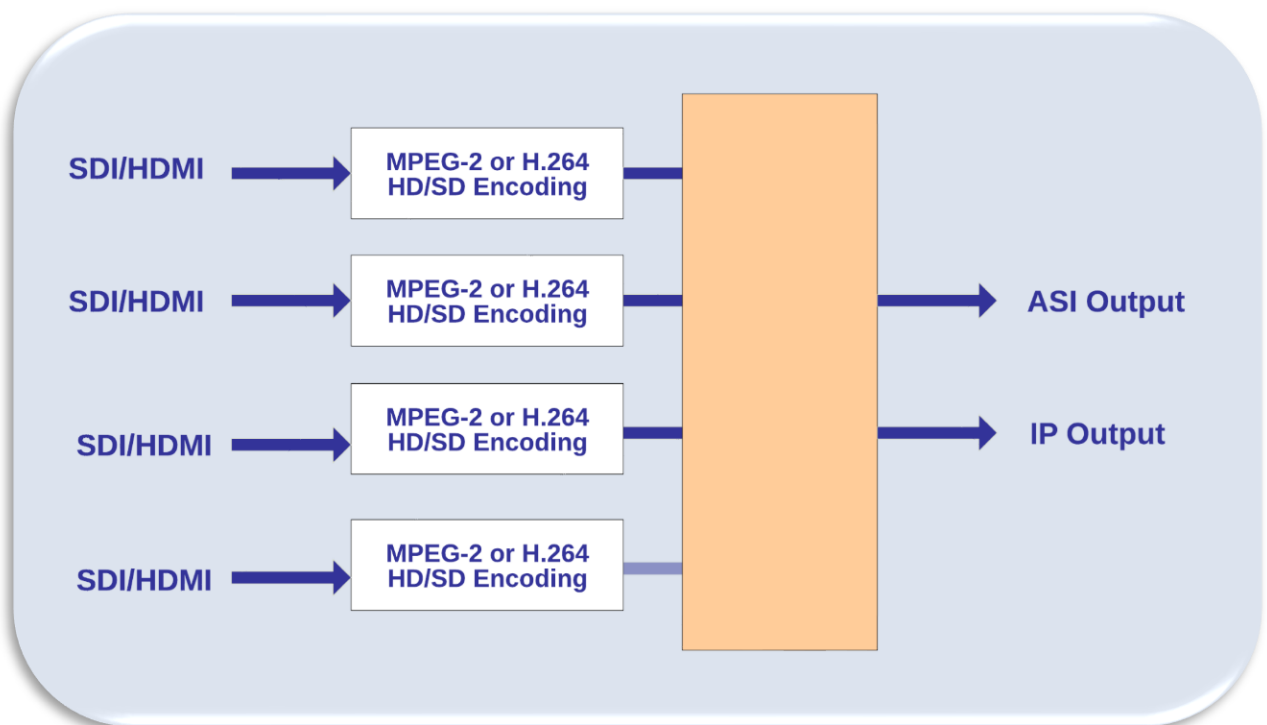 SDI/HDMI
MPEG-2 or H.264
HD/SD Encoding
SDI/HDMI
MPEG-2 or H.264
HD/SD Encoding
ASI Output
SDI/HDMI
MPEG-2 or H.264
HD/SD Encoding
IP Output
SDI/HDMI
MPEG-2 or H.264
HD/SD Encoding